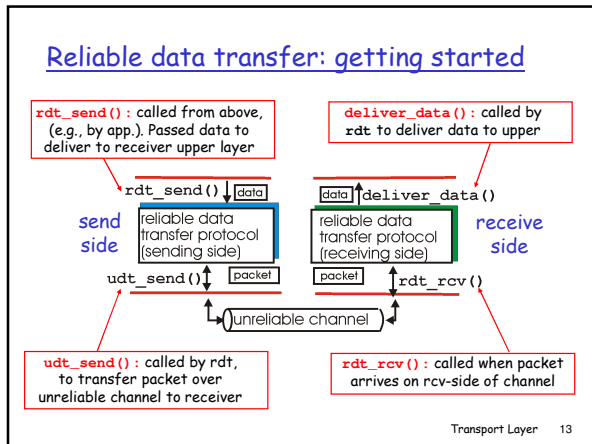 Reliable data transfer: getting started
rdt_send(): called from above,
(e.g., by app.). Passed data to
deliver to receiver upper layer
deliver_data(): called by
rdt to deliver data to upper
rdt_send()
data
data
deliver_data()
send
side
reliable data
transfer protocol
(sending side)
reliable data
transfer protocol
(receiving side)
receive
side
udt_send()
packet
packet
rdt_rcv()
unreliable channel
udt_send(): called by rdt,
to transfer packet over
unreliable channel to receiver
rdt_rcv(): called when packet
arrives on rcv-side of channel
Transport Layer 13